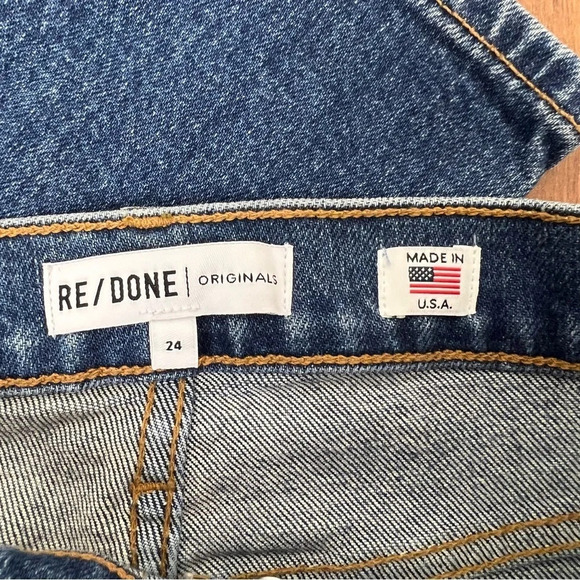 RE/DONE | ORIGINALS
24
MADE IN
U.S.A.